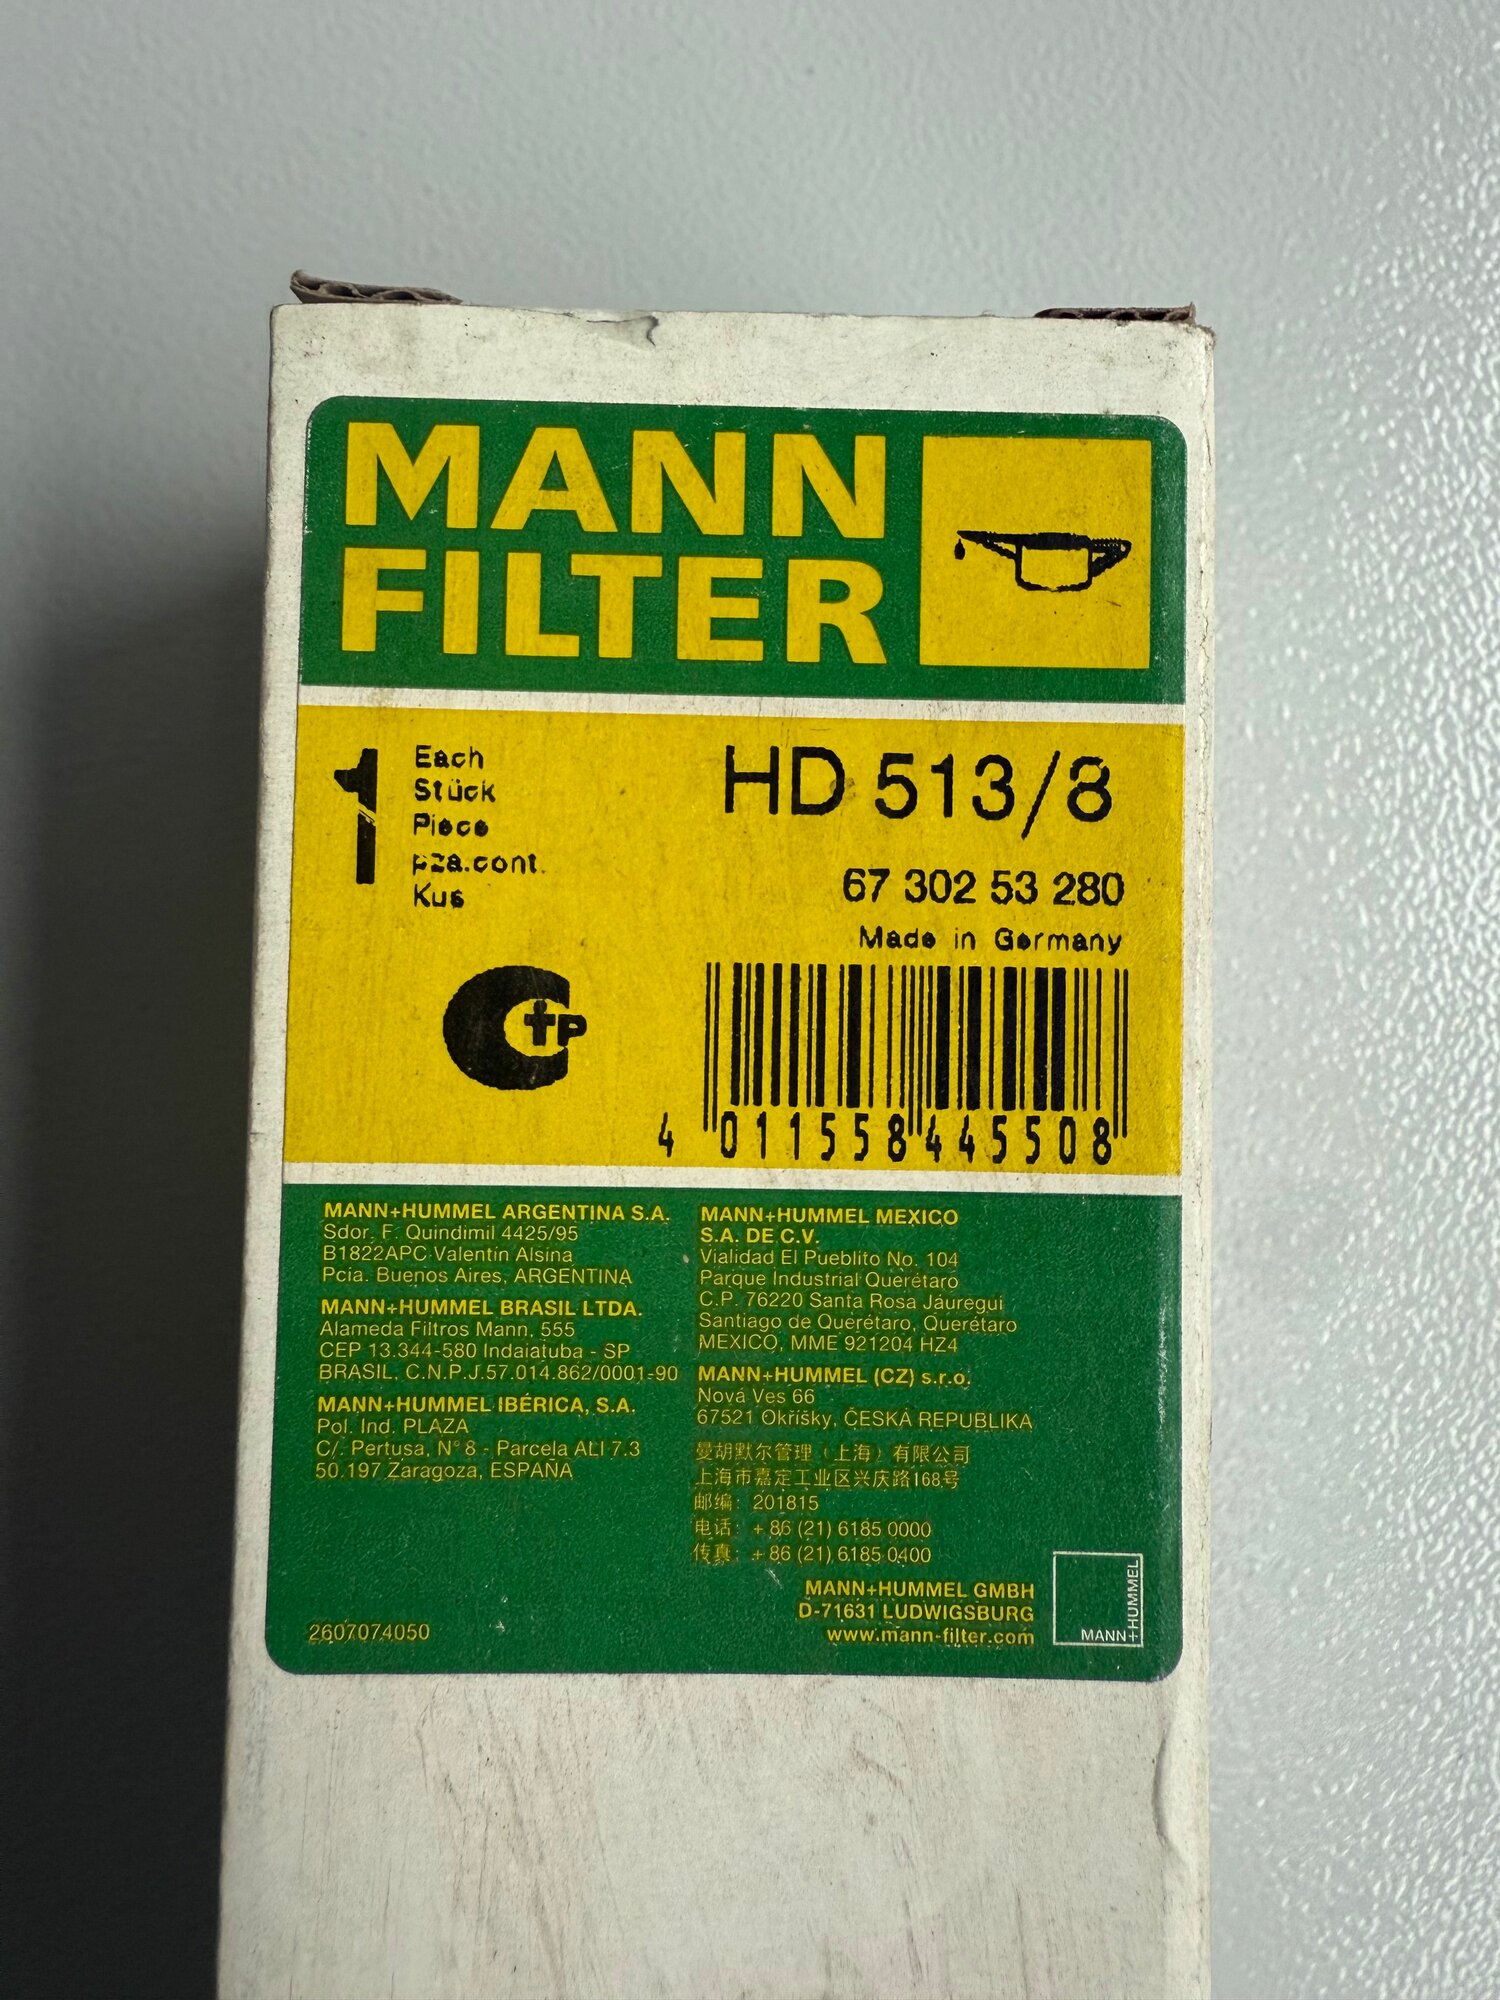 MANN
FILTER
1
Each
Stück
Piece
pza.cont.
Kus
HD 513/8
67 302 53 280
Made in Germany
4 011558 445508
MANN+HUMMEL ARGENTINA S.A.
Sdor. F. Quindimil 4425/95
B1822APC Valentín Alsina
Pcia. Buenos Aires, ARGENTINA
MANN+HUMMEL BRASIL LTDA.
Alameda Filtros Mann, 555
CEP 13.344-580 Indaiatuba - SP
BRASIL, C.N.P.J.57.014.862/0001-90
MANN+HUMMEL IBÉRICA, S.A.
Pol. Ind. PLAZA
C/. Pertusa, N° 8 - Parcela ALI 7.3
50.197 Zaragoza, ESPAÑA
MANN+HUMMEL MEXICO
S.A. DE C.V.
Vialidad El Pueblito No. 104
Parque Industrial Querétaro
C.P. 76220 Santa Rosa Jáuregui
Santiago de Querétaro, Querétaro
MEXICO, MME 921204 HZ4
MANN+HUMMEL (CZ) s.r.o.
Nová Ves 66
67521 Okříšky, ČESKÁ REPUBLIKA
曼胡默尔管理（上海）有限公司
上海市嘉定工业区兴庆路168号
邮编: 201815
电话: + 86 (21) 6185 0000
传真: + 86 (21) 6185 0400
MANN+HUMMEL GMBH
D-71631 LUDWIGSBURG
www.mann-filter.com
MANN+HUMMEL
2607074050